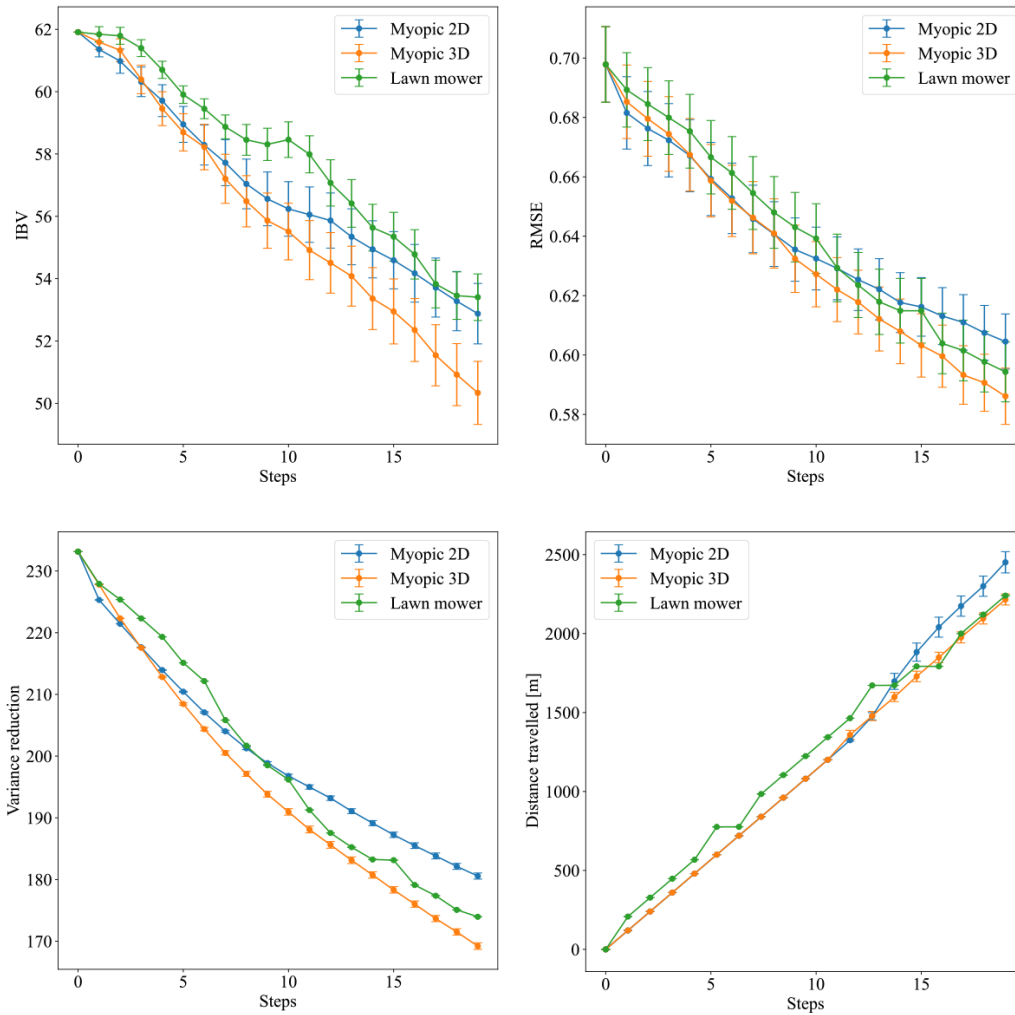 62
60
58
56
54
52
50
IBV
0
5
10
15
Steps
Myopic 2D
Myopic 3D
Lawn mower
0.70
0.68
0.66
0.64
0.62
0.60
0.58
RMSE
0
5
10
15
Steps
Myopic 2D
Myopic 3D
Lawn mower
230
220
210
200
190
180
170
Variance reduction
0
5
10
15
Steps
Myopic 2D
Myopic 3D
Lawn mower
2500
2000
1500
1000
500
0
Distance travelled [m]
0
5
10
15
Steps
Myopic 2D
Myopic 3D
Lawn mower